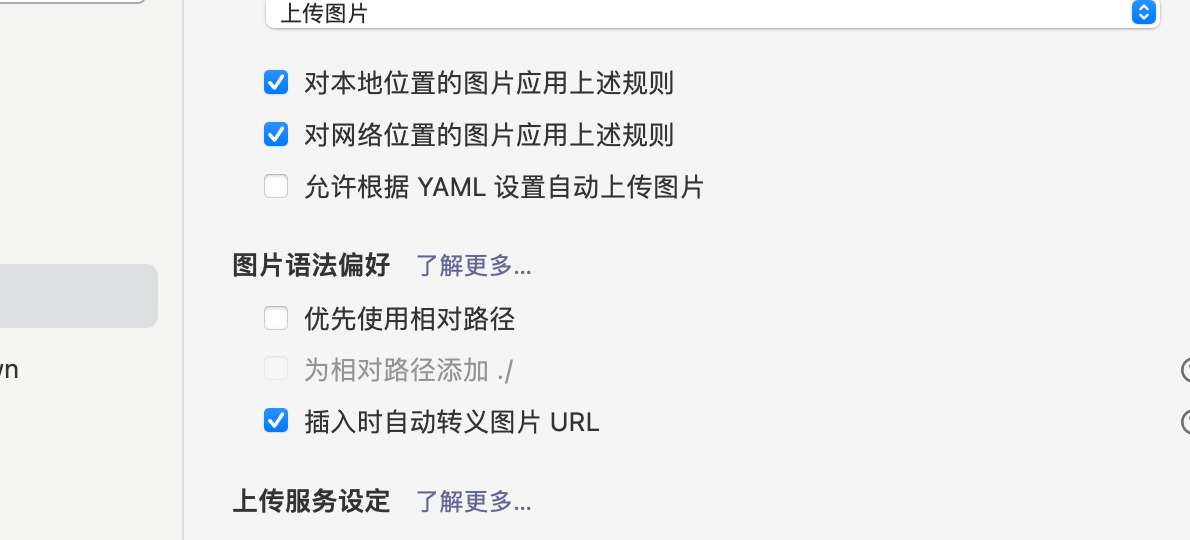 上传图片
对本地位置的图片应用上述规则
对网络位置的图片应用上述规则
允许根据 YAML 设置自动上传图片
图片语法偏好 了解更多...
优先使用相对路径
wn
为相对路径添加 ./
插入时自动转义图片 URL
上传服务设定 了解更多...